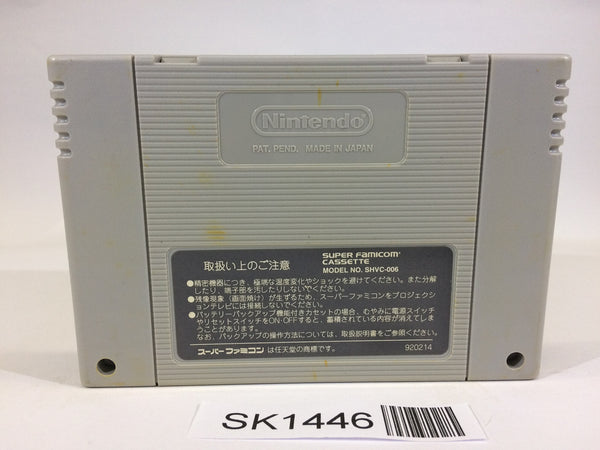 Nintendo
PAT. PEND. MADE IN JAPAN
取扱い上のご注意
SUPER FAMICOM
CASSETTE
MODEL NO. SHVC-006
●精密機器につき、極端な温度変化やショックを避けてください。また分解
したり、端子部を汚したりしないでください。
●残像現象（画面焼け）が生ずるため、スーパーファミコンをプロジェクシ
ョンテレビには接続しないでください。
●バッテリーバックアップ機能付きカセットの場合、むやみに電源スイッチ
やリセットスイッチをON・OFFすると、蓄積されている内容が消えてしま
うことがあります。
なお、バックアップの操作方法については、取扱説明書をご参照ください。
スーパーファミコンは任天堂の商標です。
920214
SK1446